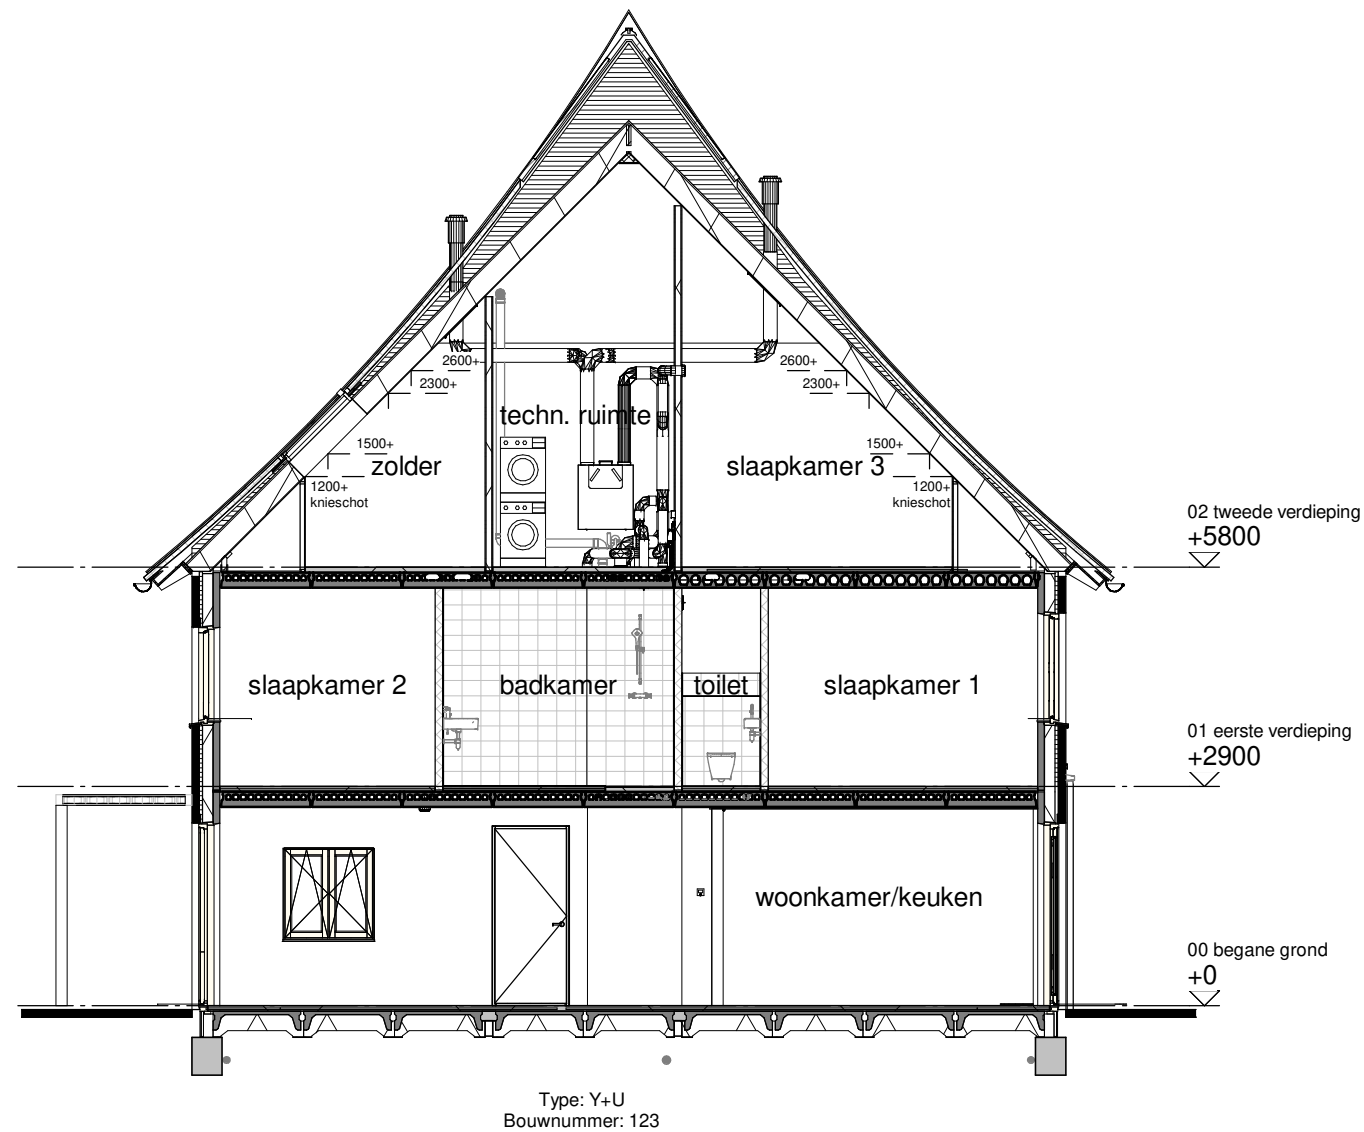 2600+
2300+
2600+
2300+
techn. ruimte
1500+
zolder
1200+
knieschot
slaapkamer 3
1500+
1200+
knieschot
02 tweede verdieping
+5800
slaapkamer 2
badkamer
toilet
slaapkamer 1
01 eerste verdieping
+2900
woonkamer/keuken
00 begane grond
+0
Type: Y+U
Bouwnummer: 123